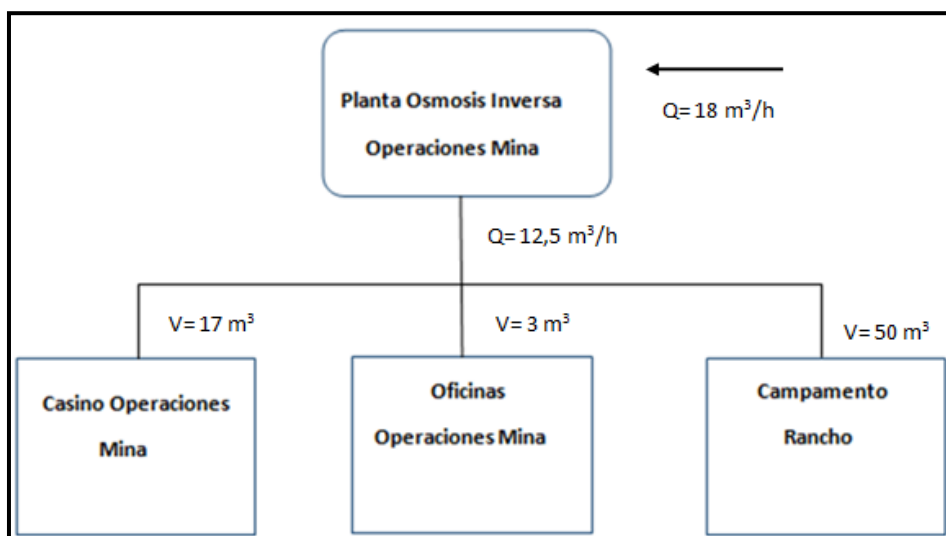 Planta Osmosis Inversa
Operaciones Mina
Q= 18 m³/h
Q= 12,5 m³/h
V= 17 m³
V= 3 m³
V= 50 m³
Casino Operaciones
Mina
Oficinas
Operaciones Mina
Campamento
Rancho